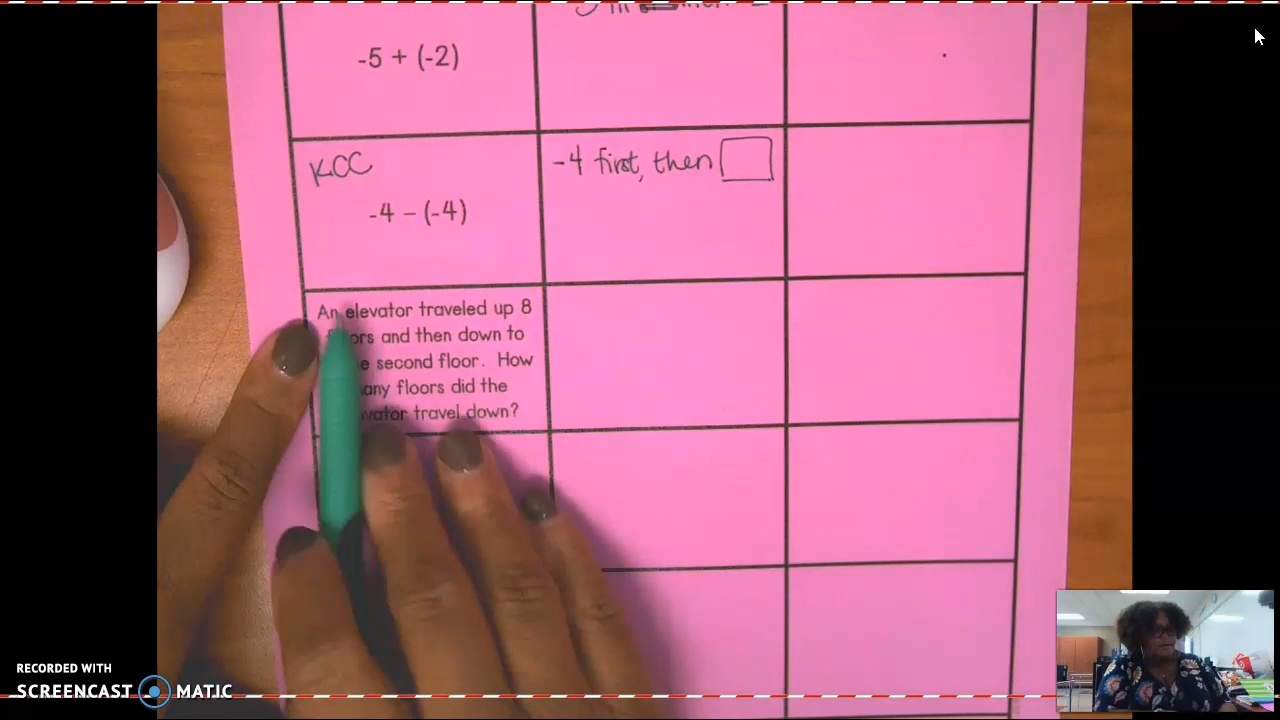 -5 + (-2)
KCC
-4 first, then
-4 – (-4)
An elevator traveled up 8
and then down to
second floor. How
floors did the
travel down?
RECORDED WITH
SCREENCAST MATIC